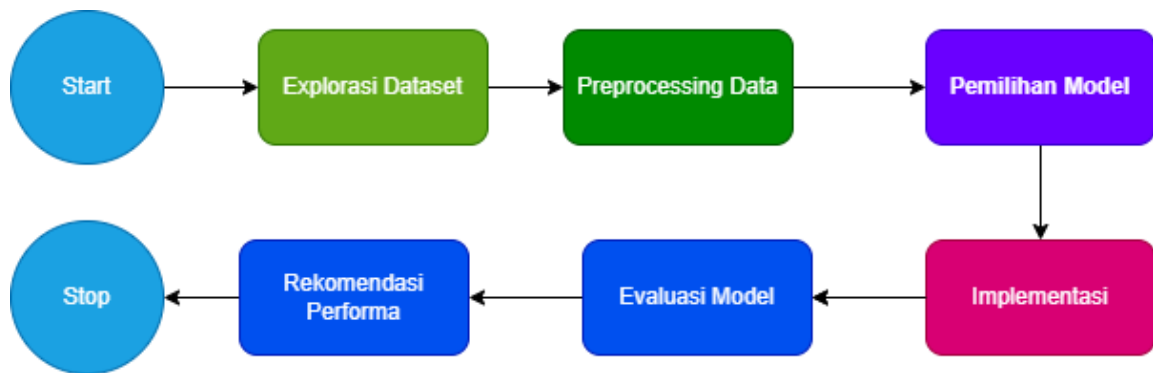 Start
Explorasi Dataset
Preprocessing Data
Pemilihan Model
Implementasi
Evaluasi Model
Rekomendasi
Performa
Stop